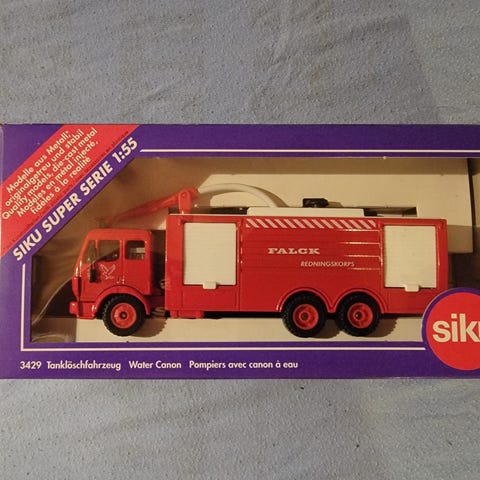 Modelle aus Metall,
originalgetreu und stabil
Quality models, die-cast metal
Modèles en métal injecté,
fidèles à la réalité
SIKU SUPER SERIE 1:55
FALCK
REDNINGSKORPS
siku
3429 Tanklöschfahrzeug Water Canon Pompiers avec canon à eau